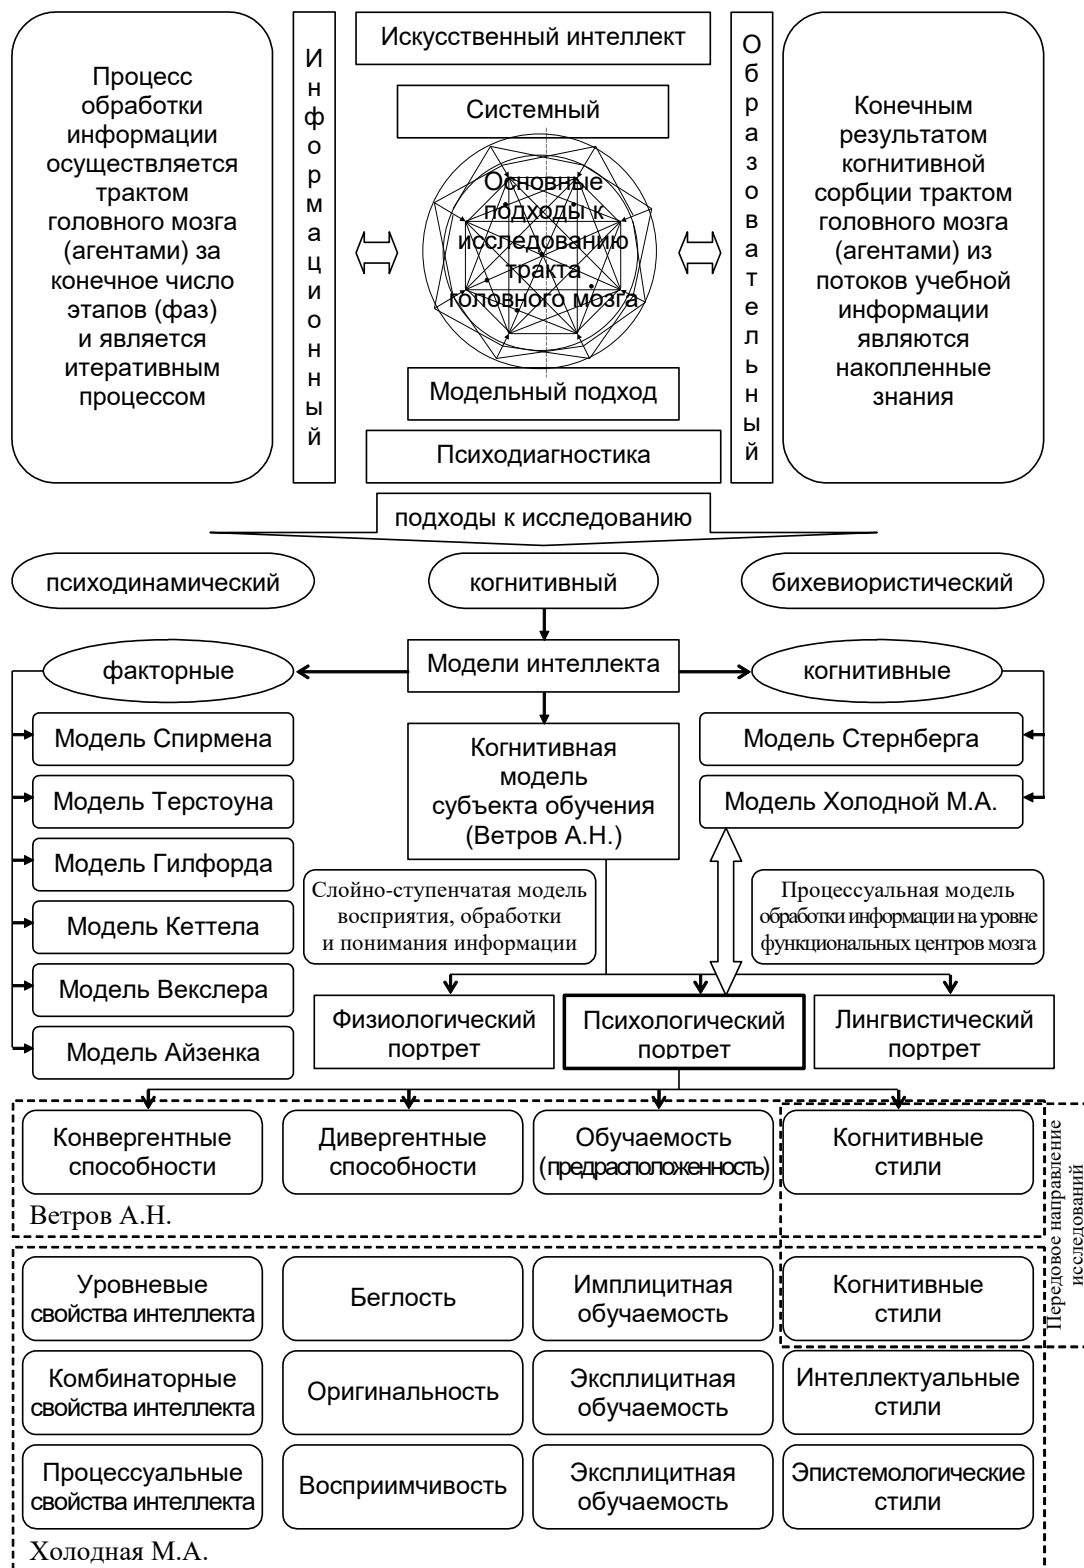 Процесс
обработки
информации
осуществляется
трактом
головного мозга
(агентами) за
конечное число
этапов (фаз)
и является
итеративным
процессом
Информационный
Искусственный интеллект
Системный
Основные
подходы к
исследованию
тракта
головного мозга
Модельный подход
Психодиагностика
Образовательный
Конечным
результатом
когнитивной
сорбции трактом
головного мозга
(агентами) из
потоков учебной
информации
являются
накопленные
знания
подходы к исследованию
психодинамический
когнитивный
бихевиористический
факторные
Модели интеллекта
когнитивные
Модель Спирмена
Модель Терстоуна
Модель Гилфорда
Модель Кеттела
Модель Векслера
Модель Айзенка
Когнитивная
модель
субъекта обучения
(Ветров А.Н.)
Модель Стернберга
Модель Холодной М.А.
Слойно-ступенчатая модель
восприятия, обработки
и понимания информации
Процессуальная модель
обработки информации на уровне
функциональных центров мозга
Физиологический
портрет
Психологический
портрет
Лингвистический
портрет
Конвергентные
способности
Дивергентные
способности
Обучаемость
(предрасположенность)
Когнитивные
стили
Ветров А.Н.
Передовое направление
исследований
Уровневые
свойства интеллекта
Беглость
Имплицитная
обучаемость
Когнитивные
стили
Комбинаторные
свойства интеллекта
Оригинальность
Эксплицитная
обучаемость
Интеллектуальные
стили
Процессуальные
свойства интеллекта
Восприимчивость
Эксплицитная
обучаемость
Эпистемологические
стили
Холодная М.А.